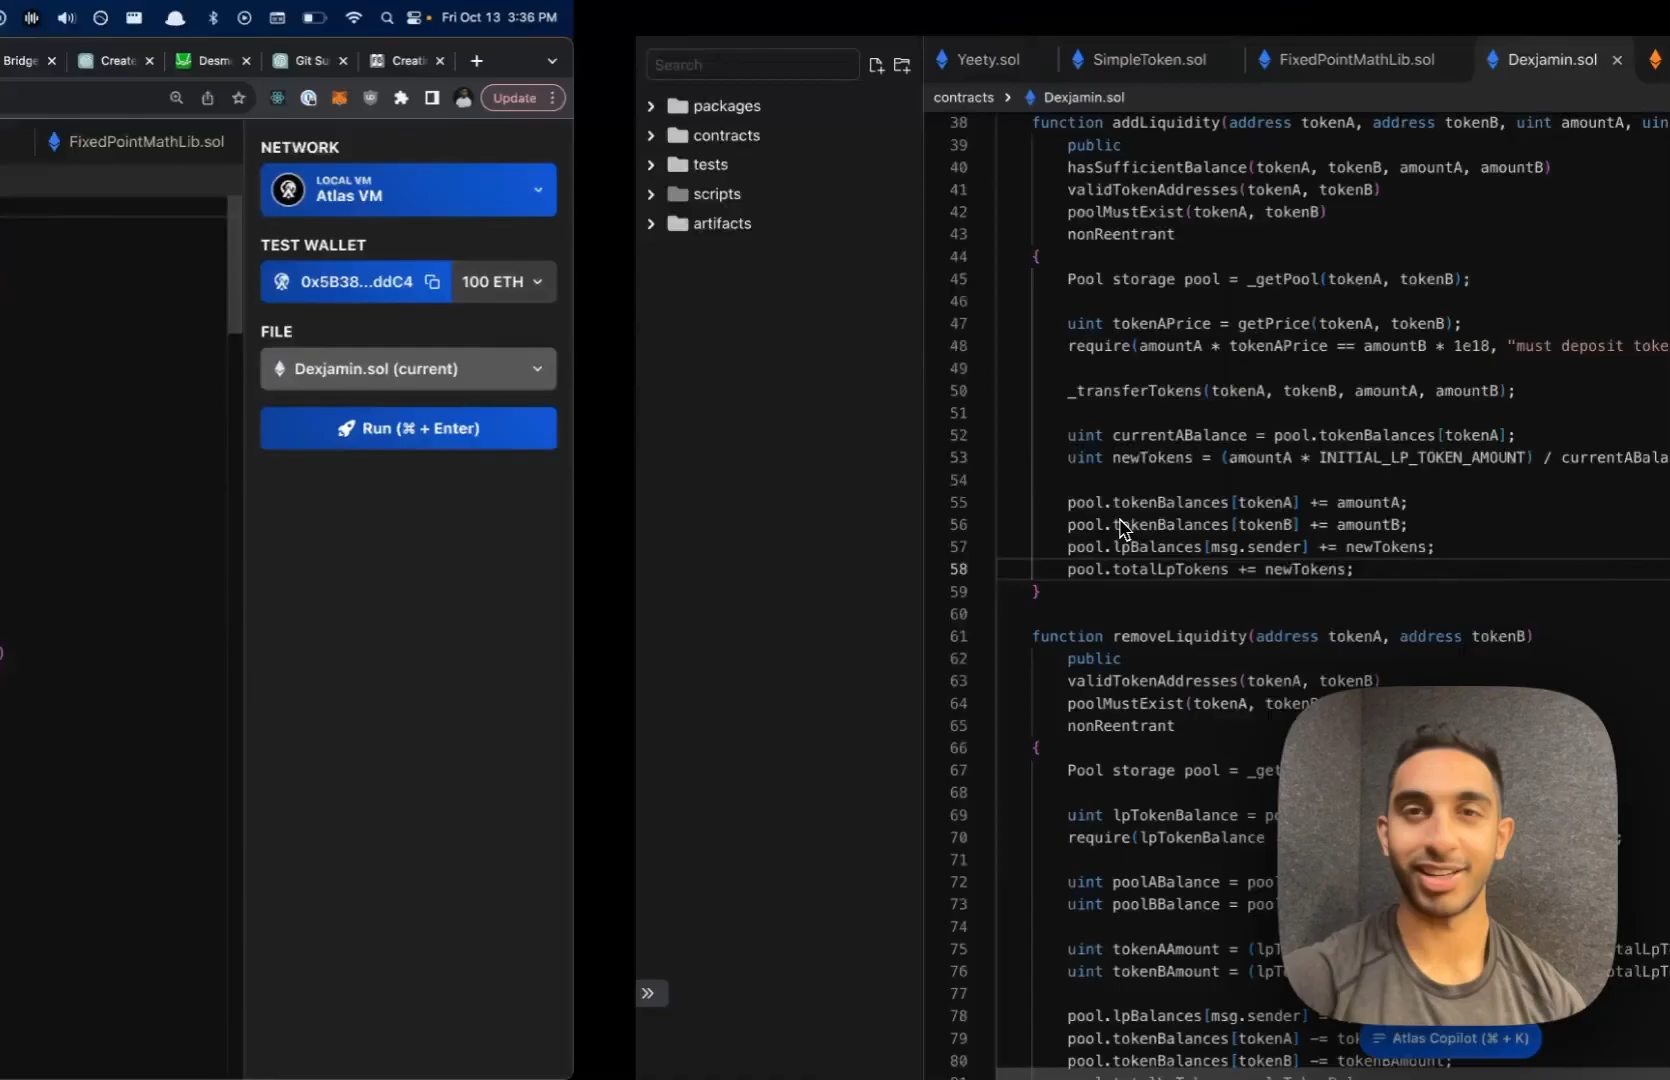 Fri Oct 13 3:36 PM
Bridge
Create
Desm
Git Su
Creati
Update
FixedPointMathLib.sol
NETWORK
LOCAL VM
Atlas VM
TEST WALLET
0x5B38...ddC4
100 ETH
FILE
Dexjamin.sol (current)
Run (⌘ + Enter)
)
Search
packages
contracts
tests
scripts
artifacts
Yeety.sol
SimpleToken.sol
FixedPointMathLib.sol
Dexjamin.sol
contracts > Dexjamin.sol
38 function addLiquidity(address tokenA, address tokenB, uint amountA, uin
39 public
40 hasSufficientBalance(tokenA, tokenB, amountA, amountB)
41 validTokenAddresses(tokenA, tokenB)
42 poolMustExist(tokenA, tokenB)
43 nonReentrant
44 {
45 Pool storage pool = _getPool(tokenA, tokenB);
46
47 uint tokenAPrice = getPrice(tokenA, tokenB);
48 require(amountA * tokenAPrice == amountB * 1e18, "must deposit toke
49
50 _transferTokens(tokenA, tokenB, amountA, amountB);
51
52 uint currentABalance = pool.tokenBalances[tokenA];
53 uint newTokens = (amountA * INITIAL_LP_TOKEN_AMOUNT) / currentABala
54
55 pool.tokenBalances[tokenA] += amountA;
56 pool.tokenBalances[tokenB] += amountB;
57 pool.lpBalances[msg.sender] += newTokens;
58 pool.totalLpTokens += newTokens;
59 }
60
61 function removeLiquidity(address tokenA, address tokenB)
62 public
63 validTokenAddresses(tokenA, tokenB)
64 poolMustExist(tokenA, tokenB
65 nonReentrant
66 {
67 Pool storage pool = _get
68
69 uint lpTokenBalance = po
70 require(lpTokenBalance ;
71
72 uint poolABalance = pool
73 uint poolBBalance = pool
74
75 uint tokenAAmount = (lpT talLpT
76 uint tokenBAmount = (lpT otalLpT
77
78 pool.lpBalances[msg.sender]
79 pool.tokenBalances[tokenA] -= tok
80 pool.tokenBalances[tokenB] -= tokenBAmount;
Atlas Copilot (⌘ + K)